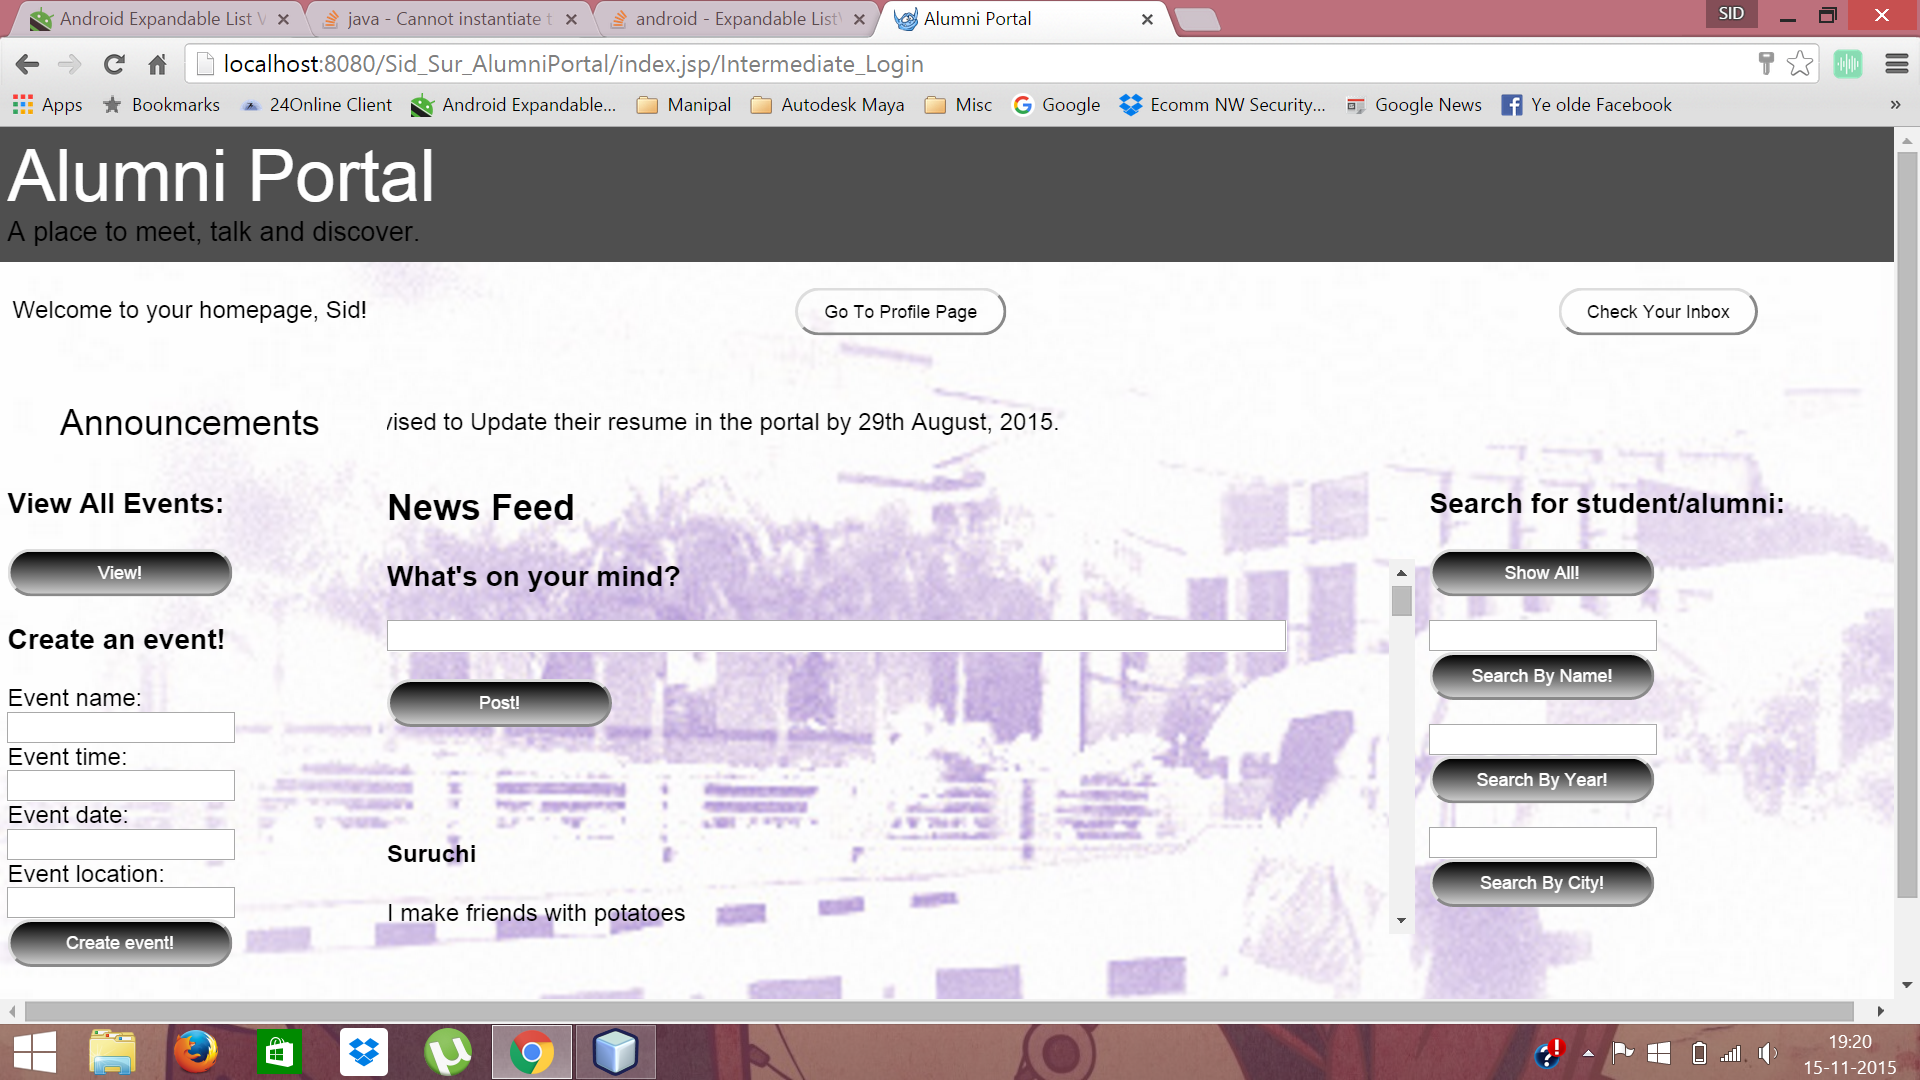 Android Expandable List V
java - Cannot instantiate t
android - Expandable ListV
Alumni Portal
SID
localhost:8080/Sid_Sur_AlumniPortal/index.jsp/Intermediate_Login
Apps
Bookmarks
24Online Client
Android Expandable...
Manipal
Autodesk Maya
Misc
Google
Ecomm NW Security...
Google News
Ye olde Facebook
»
Alumni Portal
A place to meet, talk and discover.
Welcome to your homepage, Sid!
Go To Profile Page
Check Your Inbox
Announcements
vised to Update their resume in the portal by 29th August, 2015.
View All Events:
View!
Create an event!
Event name:
Event time:
Event date:
Event location:
Create event!
News Feed
What's on your mind?
Post!
Suruchi
I make friends with potatoes
Search for student/alumni:
Show All!
Search By Name!
Search By Year!
Search By City!
19:20
15-11-2015